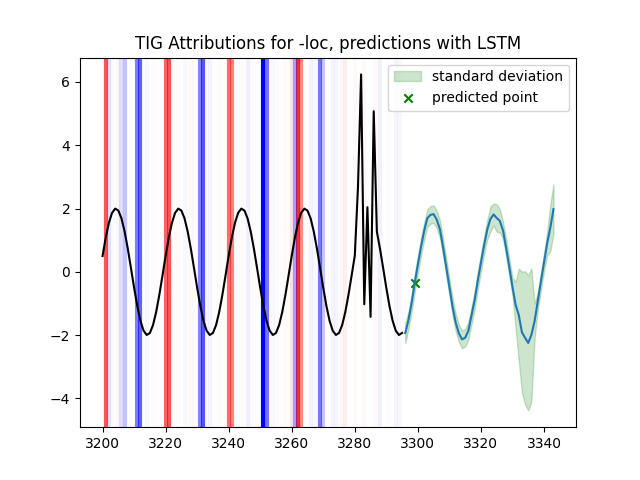 TIG Attributions for -loc, predictions with LSTM
standard deviation
predicted point
6
4
2
0
−2
−4
3200 3220 3240 3260 3280 3300 3320 3340